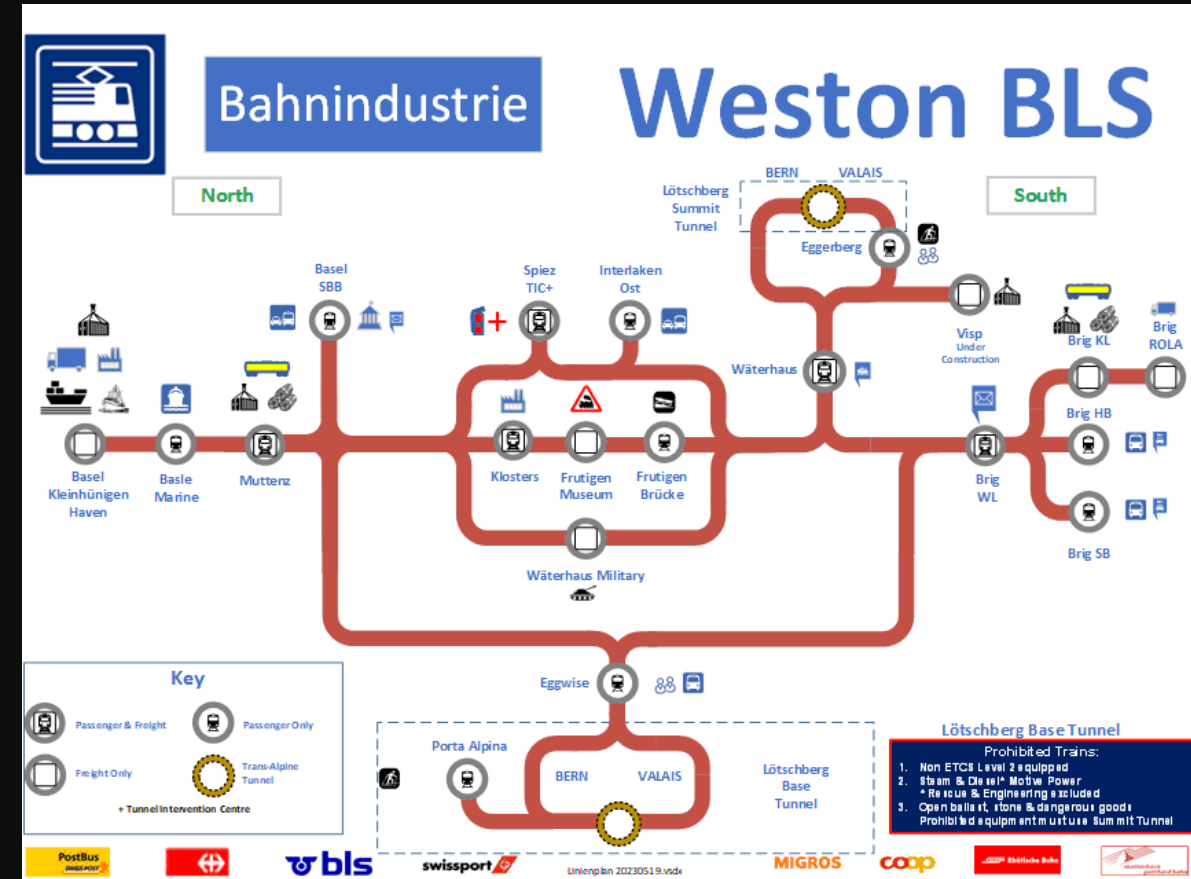 Bahnindustrie
Weston BLS
North
South
BERN
VALAIS
Lötschberg
Summit
Tunnel
Eggerberg
Basel
SBB
Spiez
TIC+
Interlaken
Ost
Visp
Under
Construction
Brig KL
Brig
ROLA
Wäterhaus
Brig HB
Basel
Kleinhünigen
Haven
Basle
Marine
Muttenz
Klosters
Frutigen
Museum
Frutigen
Brücke
Brig
WL
Brig SB
Wäterhaus Military
Eggwise
Key
Passenger & Freight
Passenger Only
Freight Only
Trans-Alpine
Tunnel
+ Tunnel Intervention Centre
Porta Alpina
BERN
VALAIS
Lötschberg
Base
Tunnel
Lötschberg Base Tunnel
Prohibited Trains:
1. Non ETCS Level 2 equipped
2. Steam & Diesel* Motive Power
* Rescue & Engineering excluded
3. Open ballast, stone & dangerous goods
Prohibited equipment must use Summit Tunnel
PostBus
SWISS POST
bls
swissport
Linienplan 20230519.vsdx
MIGROS
coop
Rhätische Bahn
matterhorn
gotthard bahn